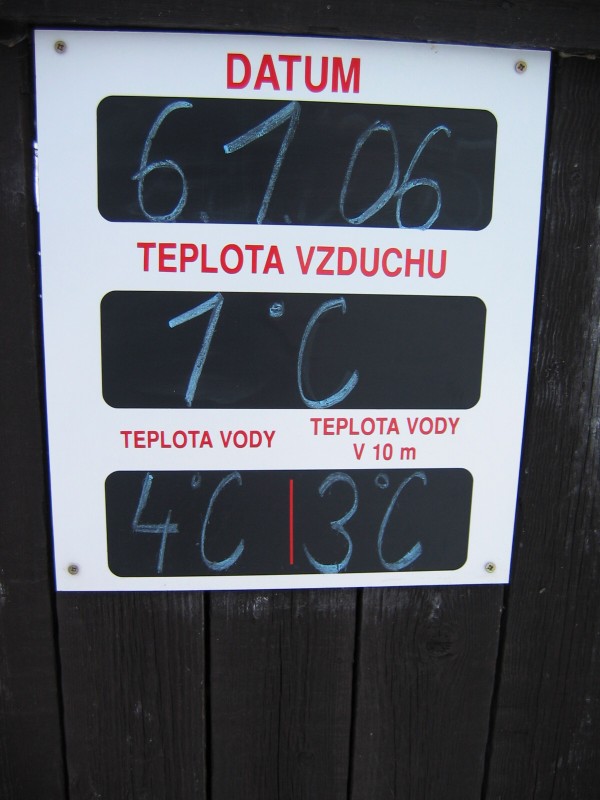 DATUM
6.1.06
TEPLOTA VZDUCHU
1°C
TEPLOTA VODY
4°C
TEPLOTA VODY
V 10 m
3°C